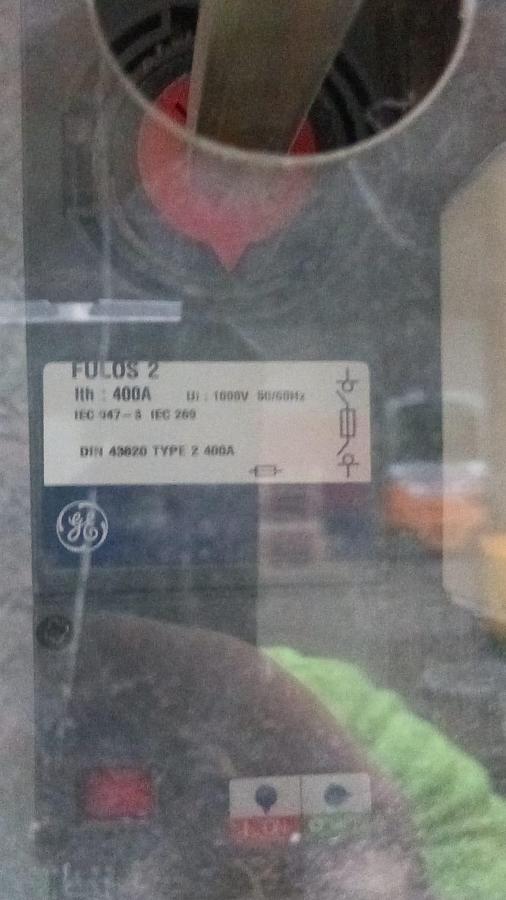 FULOS 2
Ith : 400A Ui : 1000V 50/60Hz
IEC 947-3 IEC 269
DIN 43620 TYPE 2 400A
GE